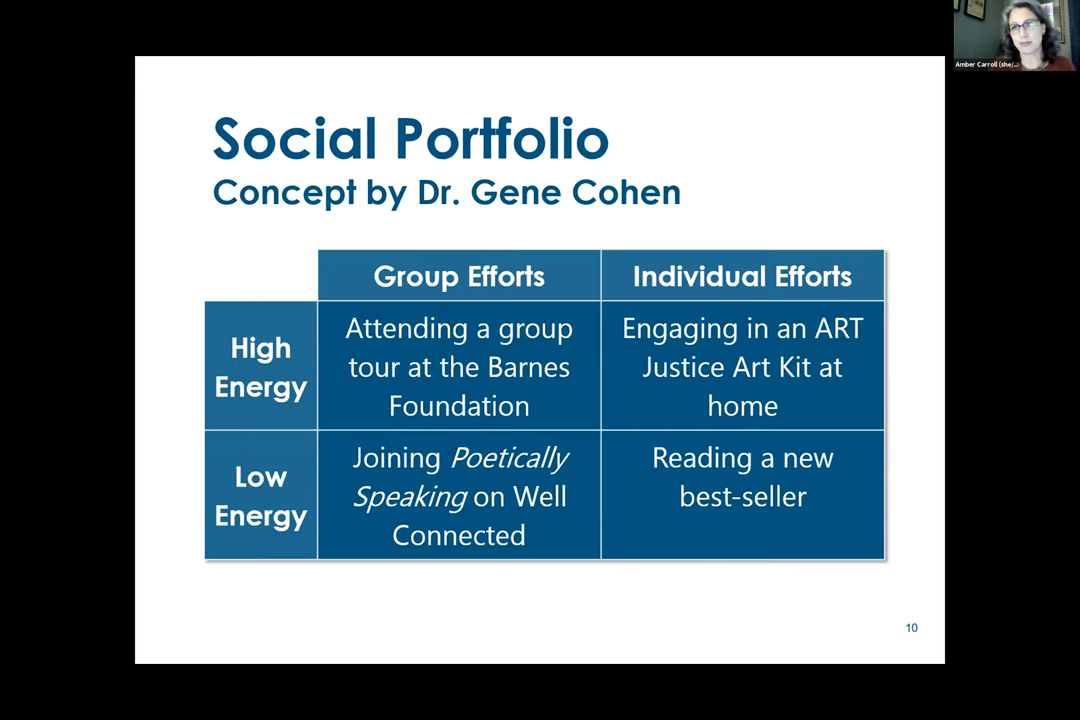 Amber Carroll (she/...
Social Portfolio
Concept by Dr. Gene Cohen
Group Efforts
Individual Efforts
High
Energy
Attending a group
tour at the Barnes
Foundation
Engaging in an ART
Justice Art Kit at
home
Low
Energy
Joining Poetically
Speaking on Well
Connected
Reading a new
best-seller
10